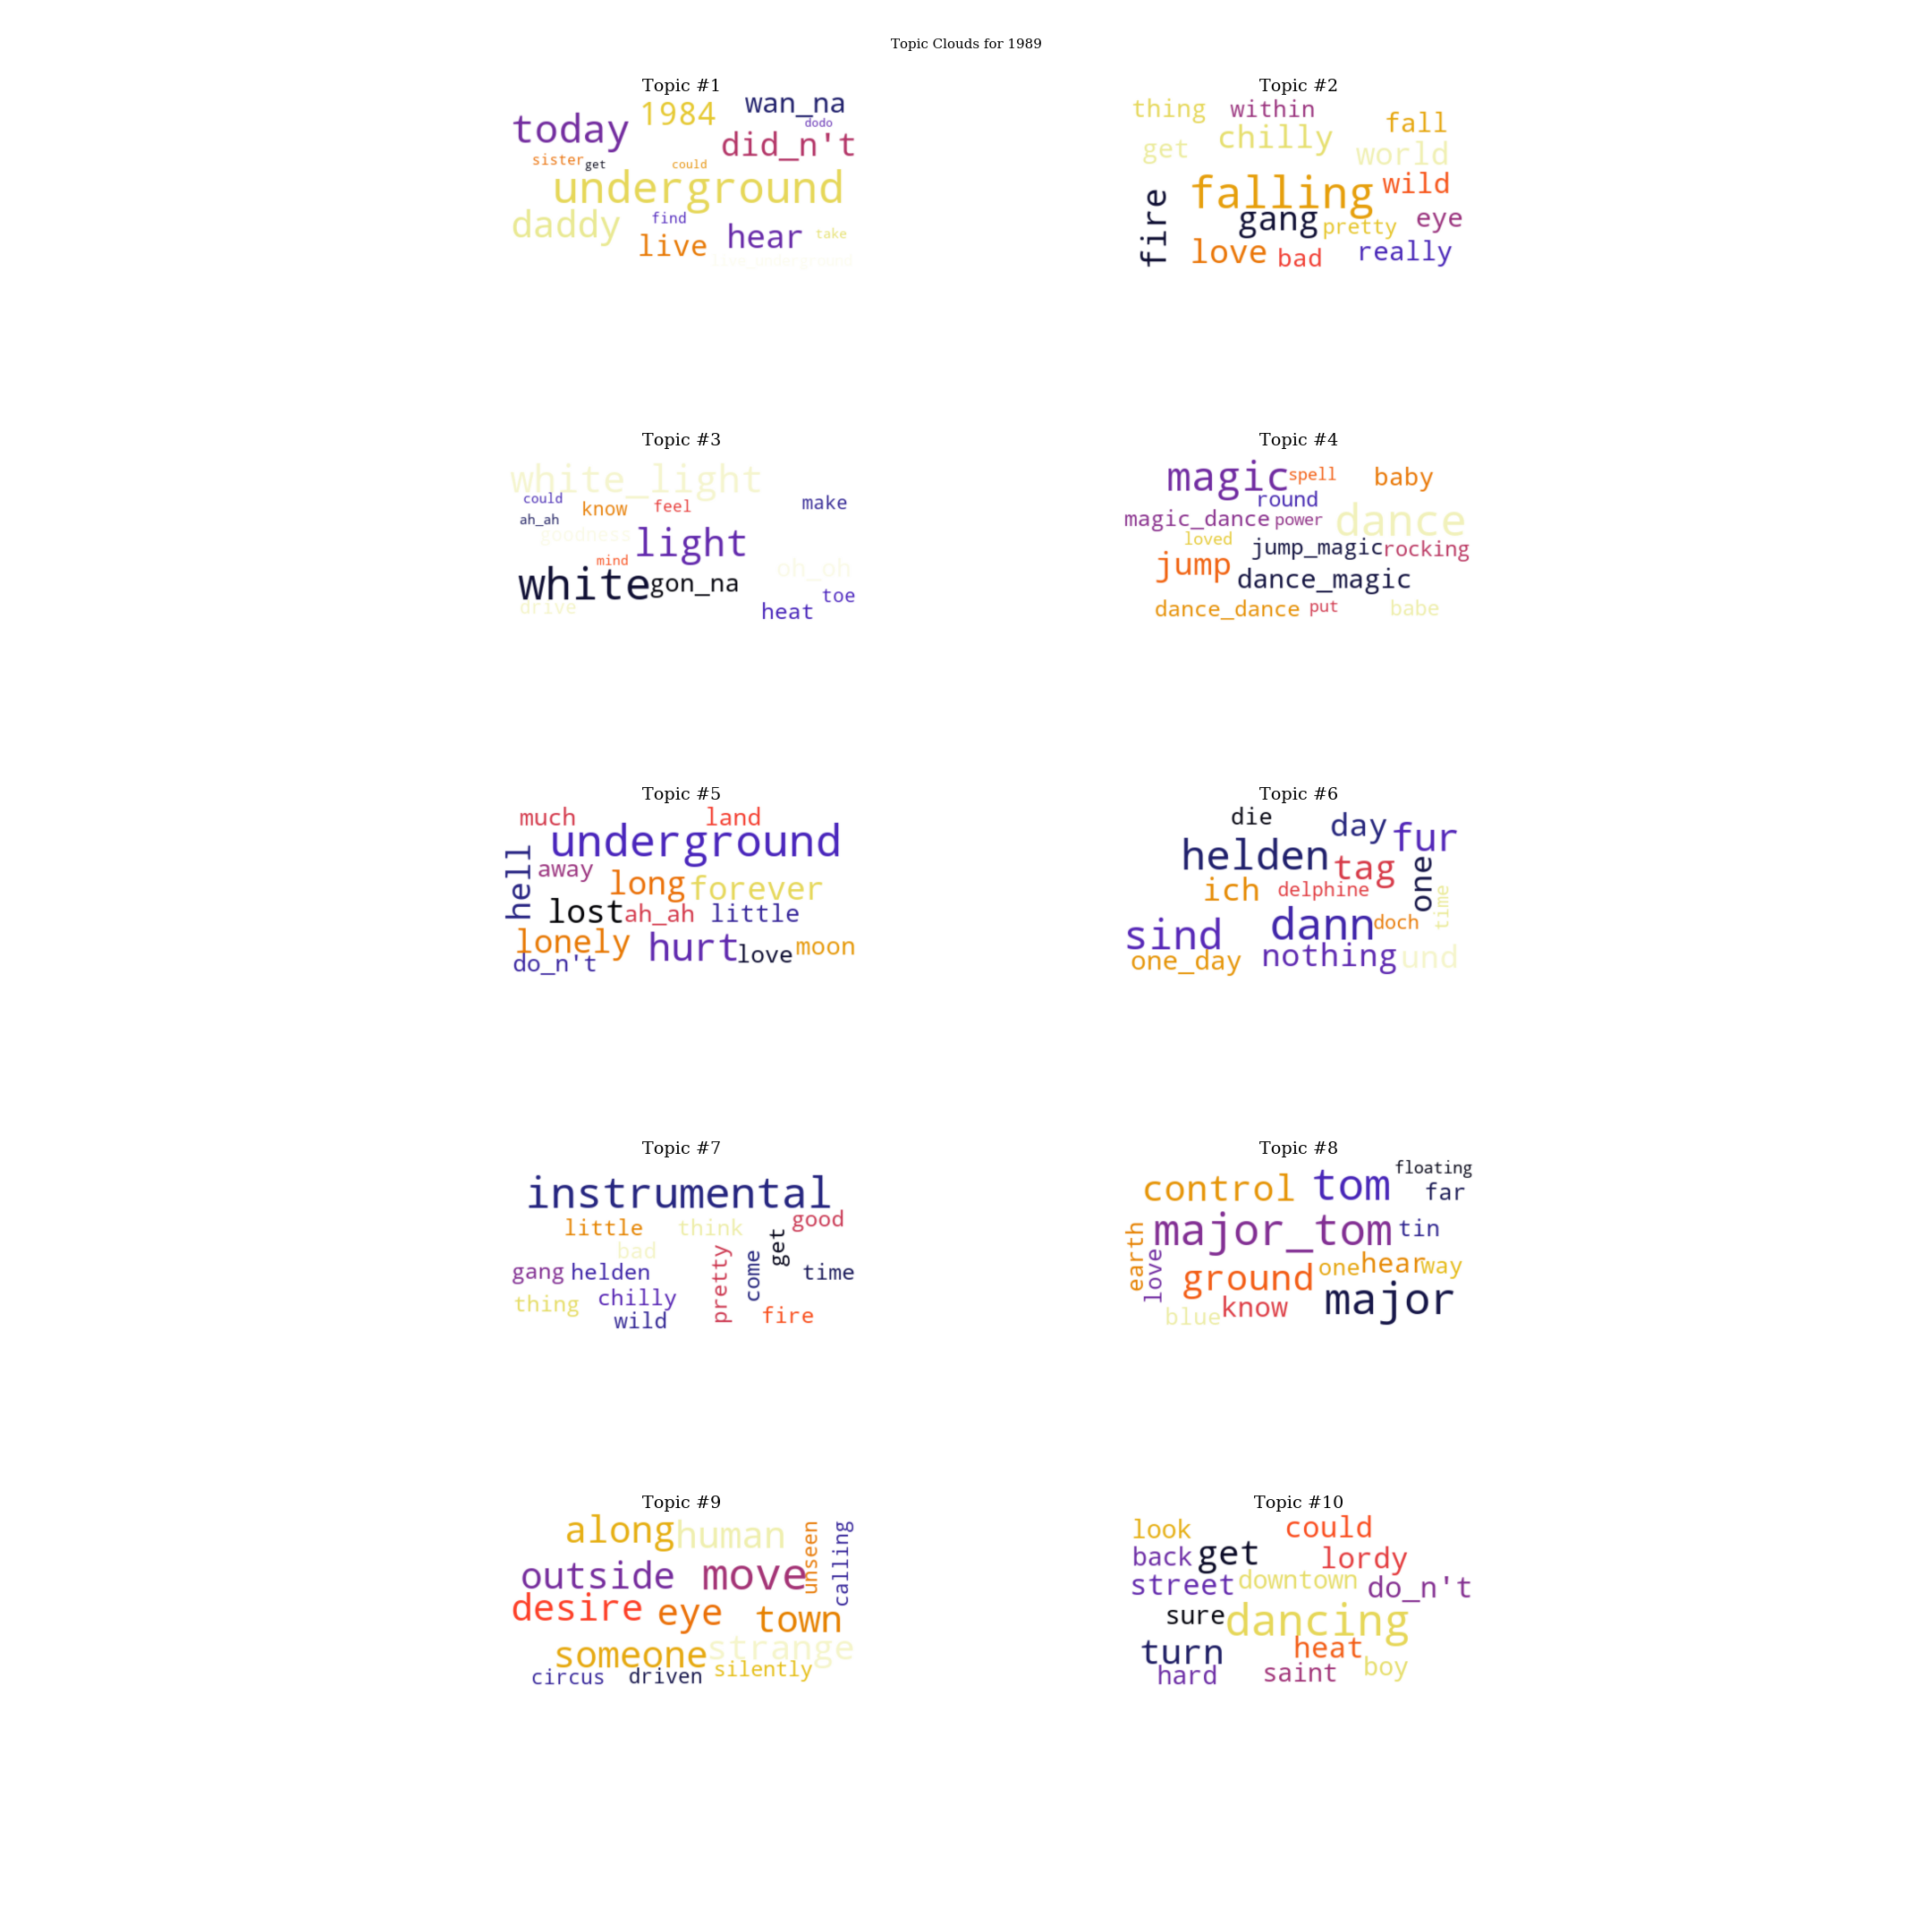 Topic Clouds for 1989
Topic #1
wan_na
1984
today
dodo
did_n't
sister
get
could
underground
daddy
find
hear
take
live
live_underground
Topic #2
thing
within
fall
chilly
get
world
falling
wild
fire
gang
pretty
eye
love
bad
really
Topic #3
white_light
could
know
feel
make
ah_ah
goodness
light
mind
oh_oh
white
gon_na
toe
drive
heat
Topic #4
magic
spell
baby
round
magic_dance
power
dance
loved
jump_magic
rocking
jump
dance_magic
dance_dance
put
babe
Topic #5
much
land
underground
hell
away
long
forever
lost
ah_ah
little
lonely
hurt
love
moon
do_n't
Topic #6
die
day
fur
helden
tag
one
ich
delphine
time
sind
dann
doch
one_day
nothing
und
Topic #7
instrumental
little
think
good
bad
get
gang
helden
pretty
come
time
thing
chilly
wild
fire
Topic #8
floating
control
tom
far
major_tom
tin
earth
love
ground
one
hear
way
blue
know
major
Topic #9
along
human
unseen
calling
outside
move
desire
eye
town
someone
strange
circus
driven
silently
Topic #10
look
could
back
get
lordy
street
downtown
do_n't
sure
dancing
turn
heat
hard
saint
boy